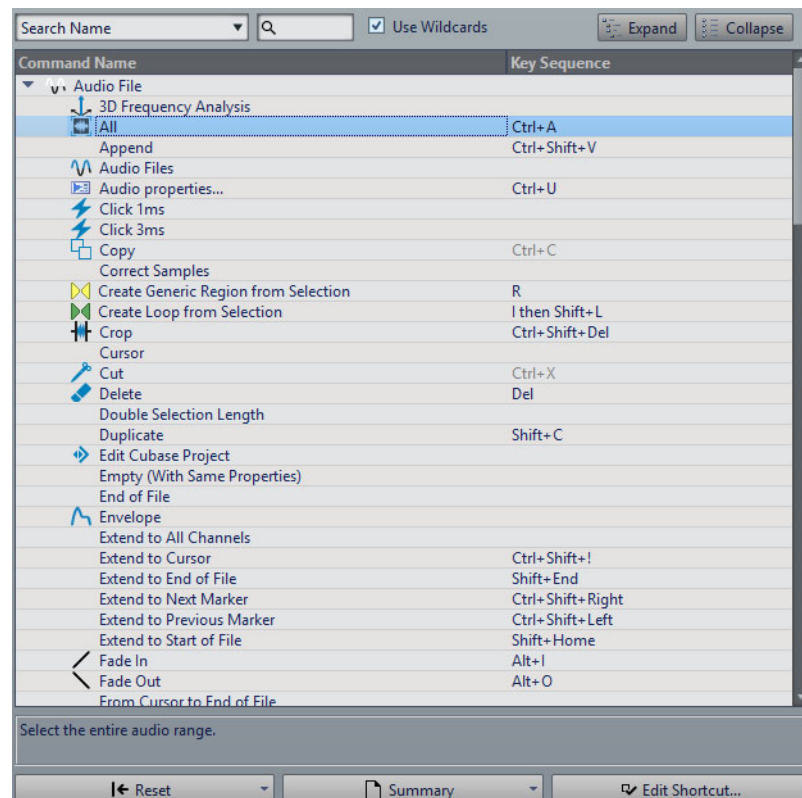 Search Name Use Wildcards Expand Collapse
Command Name Key Sequence
Audio File
3D Frequency Analysis
All Ctrl+A
Append Ctrl+Shift+V
Audio Files
Audio properties... Ctrl+U
Click 1ms
Click 3ms
Copy Ctrl+C
Correct Samples
Create Generic Region from Selection R
Create Loop from Selection I then Shift+L
Crop Ctrl+Shift+Del
Cursor
Cut Ctrl+X
Delete Del
Double Selection Length
Duplicate Shift+C
Edit Cubase Project
Empty (With Same Properties)
End of File
Envelope
Extend to All Channels
Extend to Cursor Ctrl+Shift+!
Extend to End of File Shift+End
Extend to Next Marker Ctrl+Shift+Right
Extend to Previous Marker Ctrl+Shift+Left
Extend to Start of File Shift+Home
Fade In Alt+I
Fade Out Alt+O
From Cursor to End of File
Select the entire audio range.
Reset Summary Edit Shortcut...